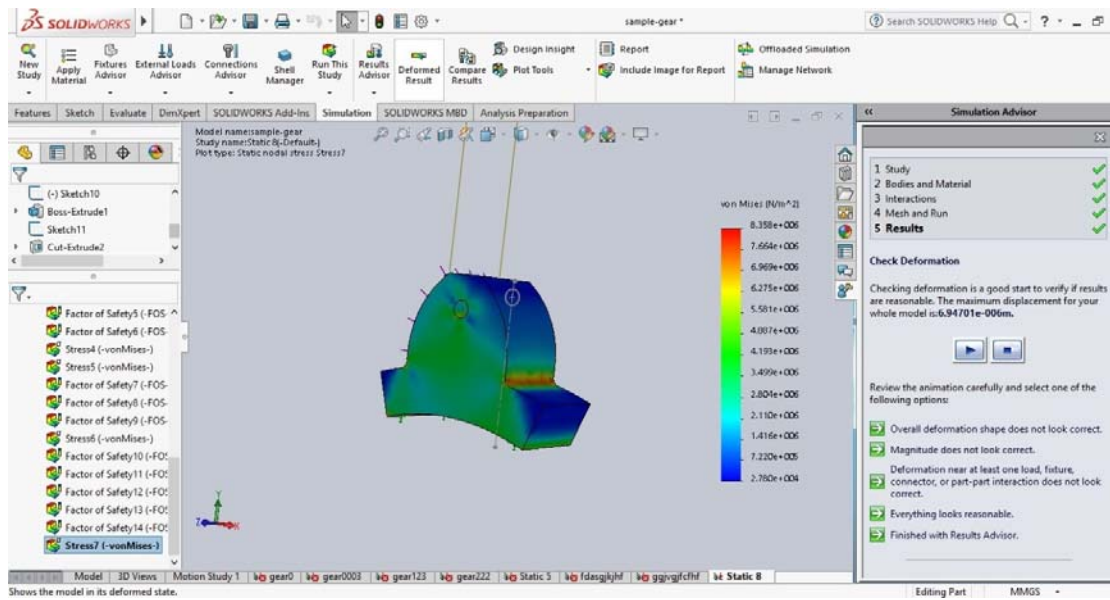 SOLIDWORKS
sample-gear *
Search SOLIDWORKS Help
?
New Study
Apply Material
Fixtures Advisor
External Loads Advisor
Connections Advisor
Shell Manager
Run This Study
Results Advisor
Deformed Result
Compare Results
Design Insight
Plot Tools
Report
Include Image for Report
Offloaded Simulation
Manage Network
Features Sketch Evaluate DimXpert SOLIDWORKS Add-Ins Simulation SOLIDWORKS MBD Analysis Preparation
Model name:sample-gear
Study name:Static 8(-Default-)
Plot type: Static nodal stress Stress7
(-) Sketch10
Boss-Extrude1
Sketch11
Cut-Extrude2
Factor of Safety5 (-FOS-
Factor of Safety6 (-FOS-
Stress4 (-vonMises-)
Stress5 (-vonMises-)
Factor of Safety7 (-FOS-
Factor of Safety8 (-FOS-
Factor of Safety9 (-FOS-
Stress6 (-vonMises-)
Factor of Safety10 (-FOS
Factor of Safety11 (-FOS
Factor of Safety12 (-FOS
Factor of Safety13 (-FOS
Factor of Safety14 (-FOS
Stress7 (-vonMises-)
von Mises (N/m^2)
8.358e+006
7.664e+006
6.969e+006
6.275e+006
5.581e+006
4.887e+006
4.193e+006
3.499e+006
2.804e+006
2.110e+006
1.416e+006
7.220e+005
2.780e+004
Y
Z
X
Simulation Advisor
1 Study
2 Bodies and Material
3 Interactions
4 Mesh and Run
5 Results
Check Deformation
Checking deformation is a good start to verify if results
are reasonable. The maximum displacement for your
whole model is:6.94701e-006m.
Review the animation carefully and select one of the
following options:
Overall deformation shape does not look correct.
Magnitude does not look correct.
Deformation near at least one load, fixture,
connector, or part-part interaction does not look
correct.
Everything looks reasonable.
Finished with Results Advisor.
Model 3D Views Motion Study 1 gear0 gear0003 gear123 gear222 Static 5 fdasgjkjhf ggjvgjfcfhf Static 8
Shows the model in its deformed state.
Editing Part
MMGS